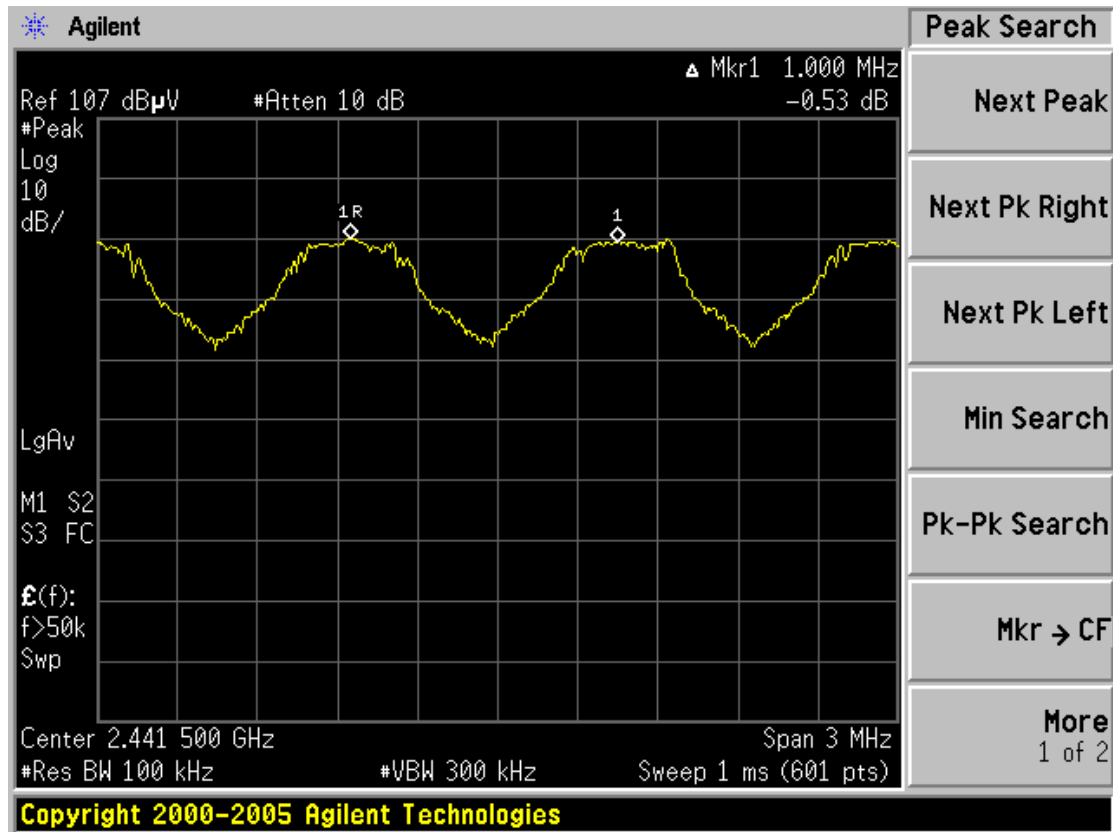 Agilent
Peak Search
Δ Mkr1 1.000 MHz
Ref 107 dBµV #Atten 10 dB -0.53 dB
#Peak
Log
10
dB/
1R
1
LgAv
M1 S2
S3 FC
£(f):
f>50k
Swp
Center 2.441 500 GHz Span 3 MHz
#Res BW 100 kHz #VBW 300 kHz Sweep 1 ms (601 pts)
Copyright 2000-2005 Agilent Technologies
Next Peak
Next Pk Right
Next Pk Left
Min Search
Pk-Pk Search
Mkr → CF
More
1 of 2